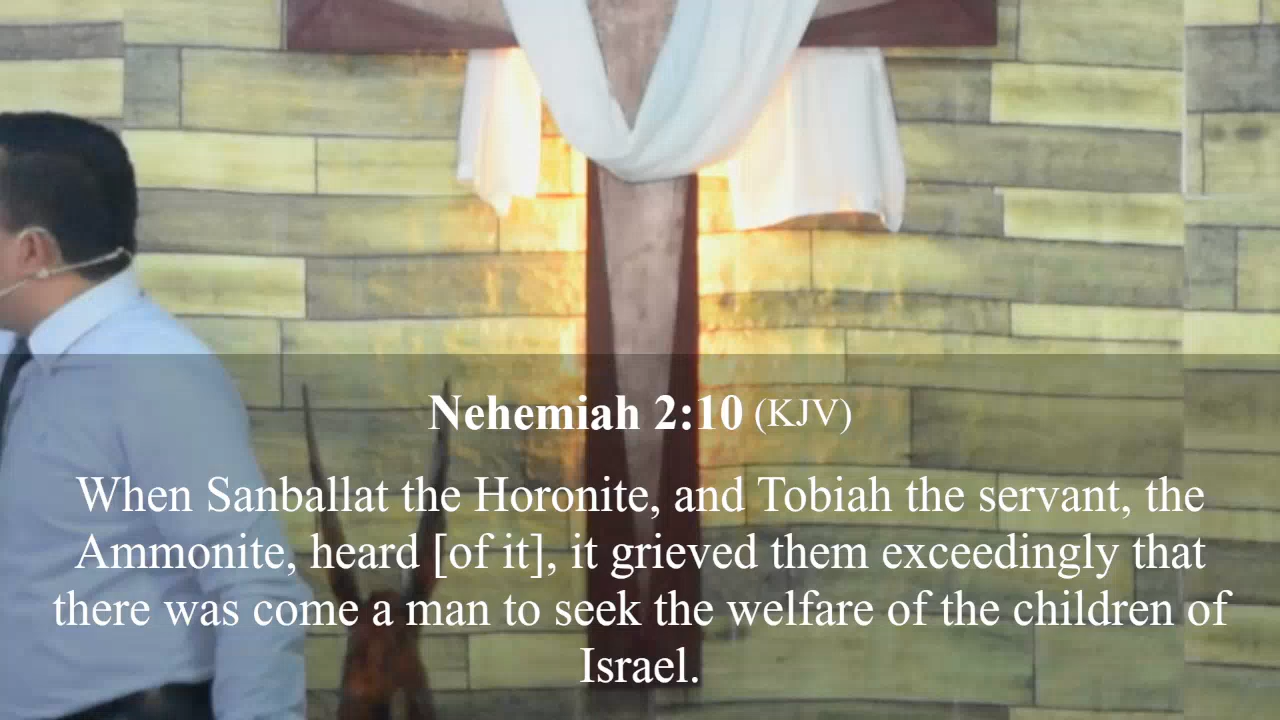 Nehemiah 2:10 (KJV)
When Sanballat the Horonite, and Tobiah the servant, the
Ammonite, heard [of it], it grieved them exceedingly that
there was come a man to seek the welfare of the children of
Israel.